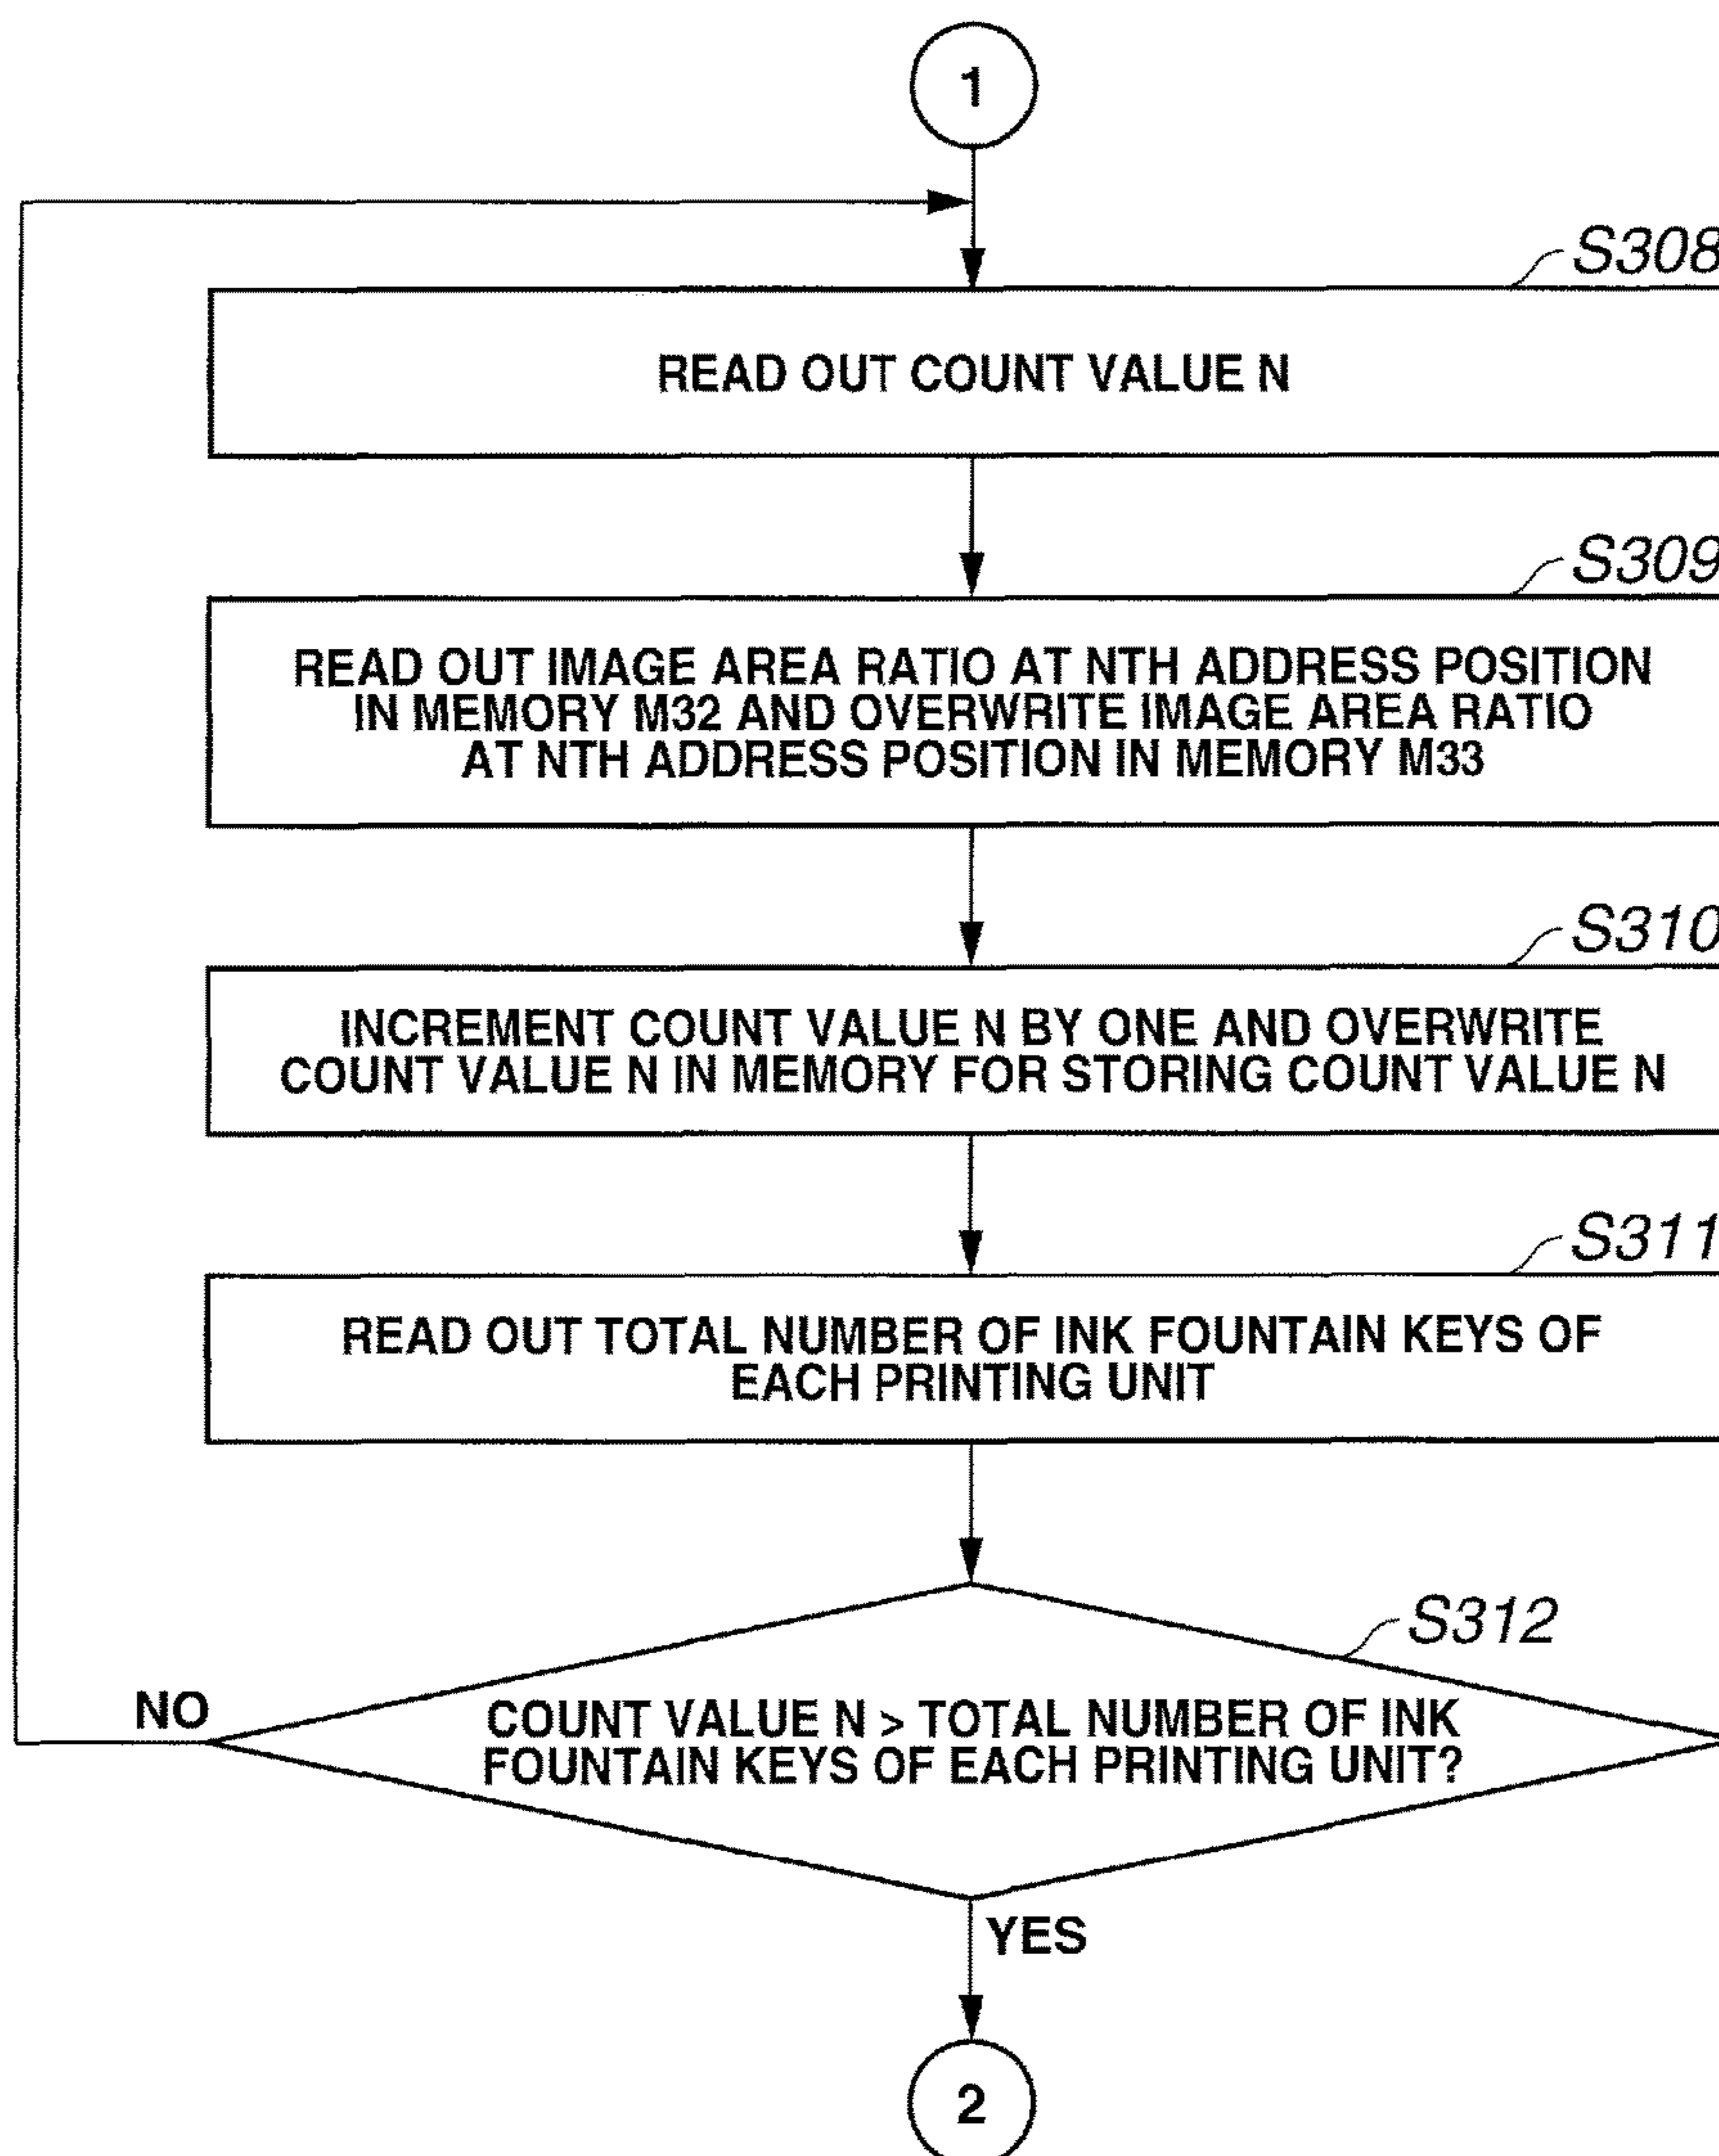 1
S308
READ OUT COUNT VALUE N
S309
READ OUT IMAGE AREA RATIO AT NTH ADDRESS POSITION
IN MEMORY M32 AND OVERWRITE IMAGE AREA RATIO
AT NTH ADDRESS POSITION IN MEMORY M33
S310
INCREMENT COUNT VALUE N BY ONE AND OVERWRITE
COUNT VALUE N IN MEMORY FOR STORING COUNT VALUE N
S311
READ OUT TOTAL NUMBER OF INK FOUNTAIN KEYS OF
EACH PRINTING UNIT
S312
NO
COUNT VALUE N > TOTAL NUMBER OF INK
FOUNTAIN KEYS OF EACH PRINTING UNIT?
YES
2